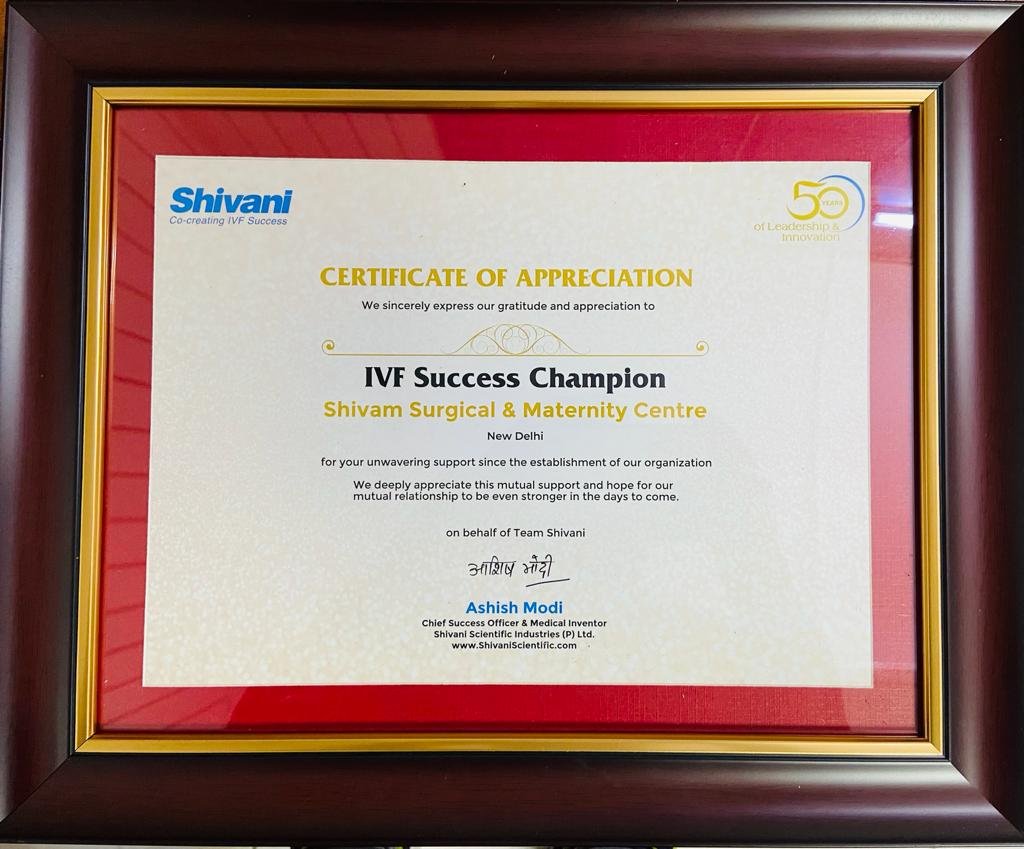 Shivani
Co-creating IVF Success
50 YEARS
of Leadership &
Innovation
CERTIFICATE OF APPRECIATION
We sincerely express our gratitude and appreciation to
IVF Success Champion
Shivam Surgical & Maternity Centre
New Delhi
for your unwavering support since the establishment of our organization
We deeply appreciate this mutual support and hope for our
mutual relationship to be even stronger in the days to come.
on behalf of Team Shivani
आशिष मोदी
Ashish Modi
Chief Success Officer & Medical Inventor
Shivani Scientific Industries (P) Ltd.
www.ShivaniScientific.com